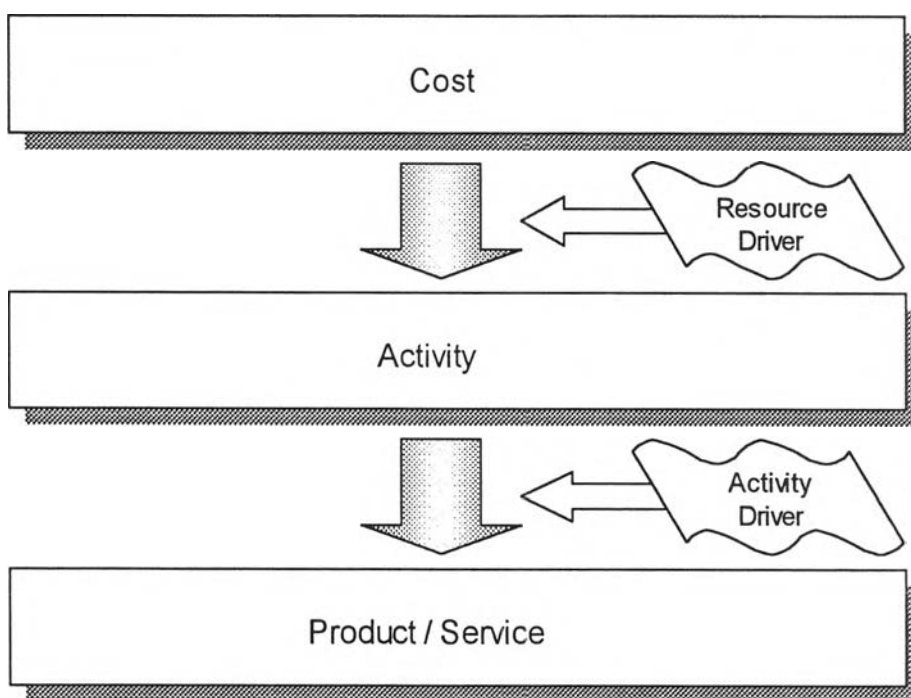 Cost
Resource
Driver
Activity
Activity
Driver
Product / Service